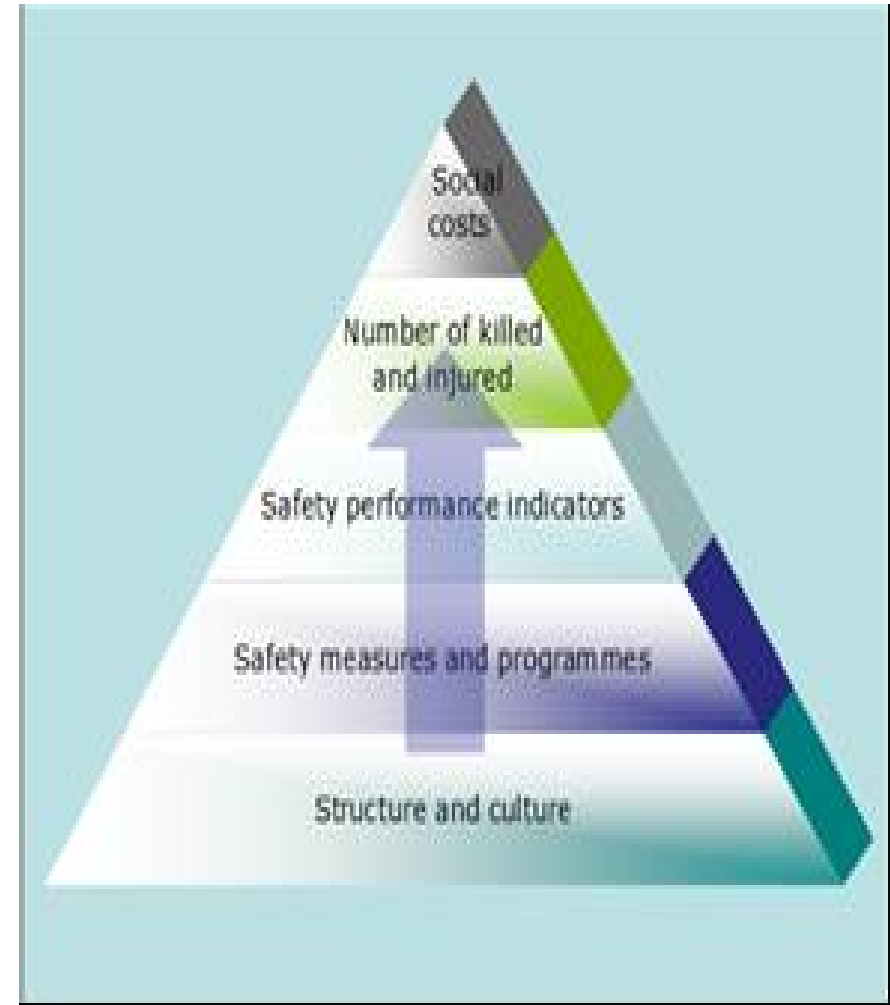 Social
costs
Number of killed
and injured
Safety performance indicators
Safety measures and programmes
Structure and culture